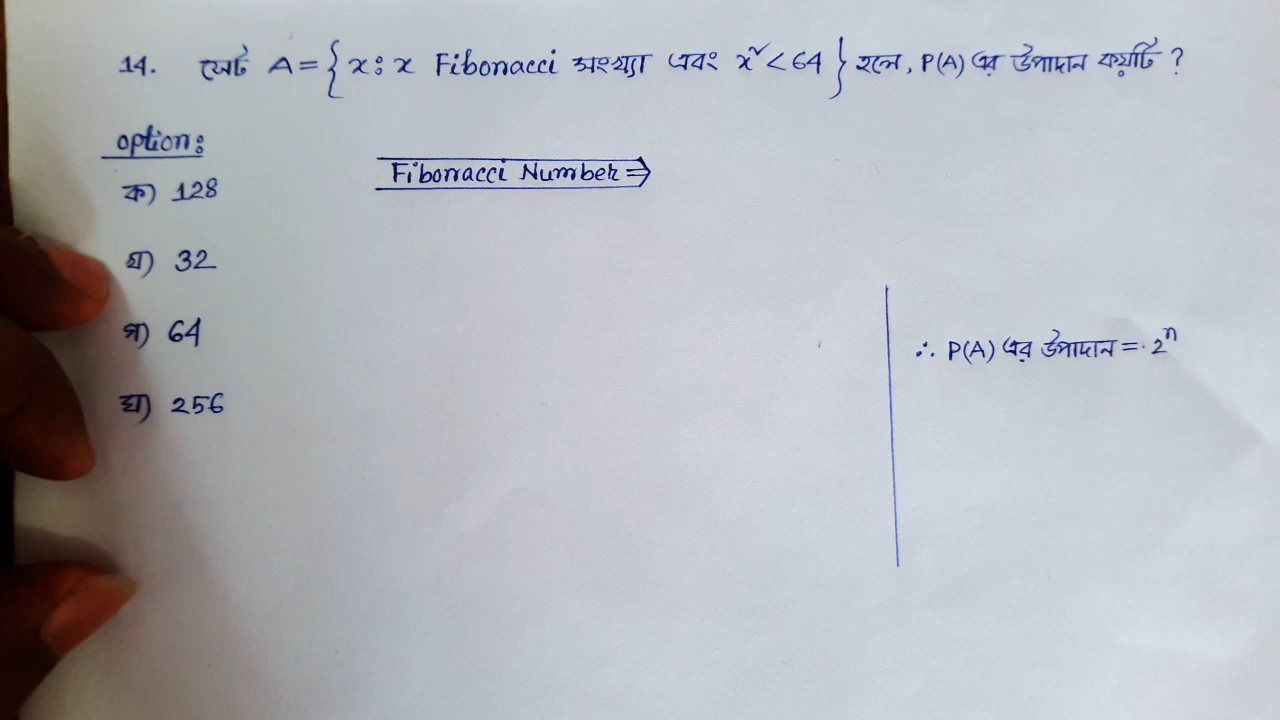 14. সেট A = {x : x Fibonacci সংখ্যা এবং x² < 64} হলে, P(A) এর উপাদান কয়টি ?
option :
ক) 128
Fibonacci Number ⇒
খ) 32
গ) 64
ঘ) 256
∴ P(A) এর উপাদান = 2ⁿ